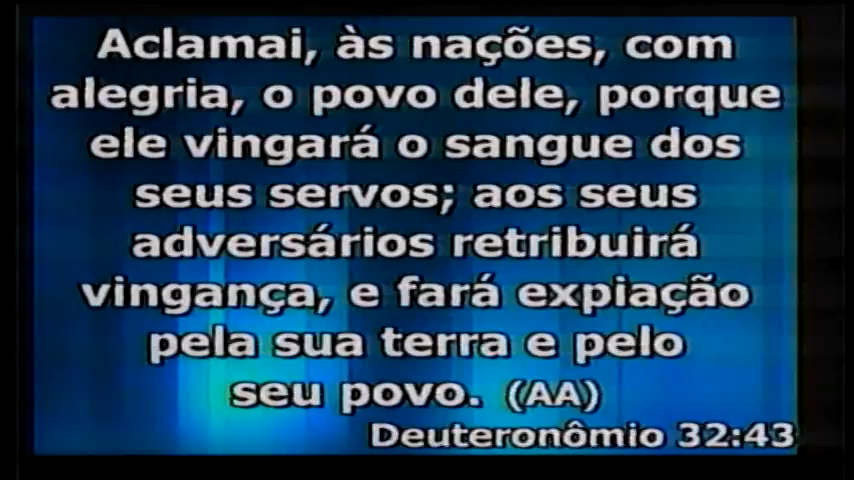 Aclamai, às nações, com
alegria, o povo dele, porque
ele vingará o sangue dos
seus servos; aos seus
adversários retribuirá
vingança, e fará expiação
pela sua terra e pelo
seu povo. (AA)
Deuteronômio 32:43